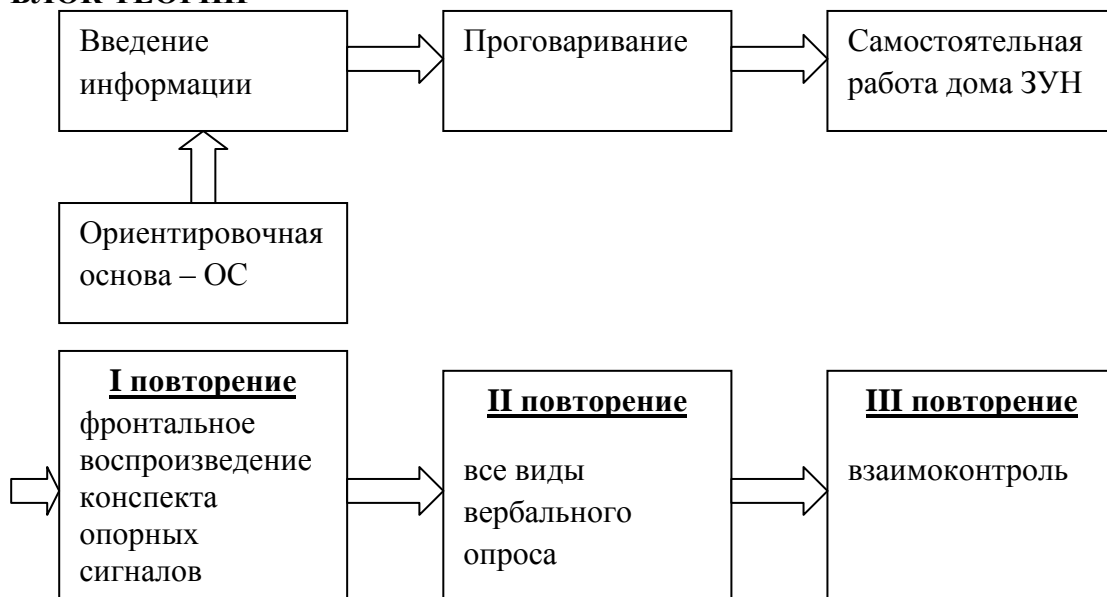 БЛОК ТЕОРИИ
Введение
информации
Проговаривание
Самостоятельная
работа дома ЗУН
Ориентировочная
основа – ОС
I повторение
фронтальное
воспроизведение
конспекта
опорных
сигналов
II повторение
все виды
вербального
опроса
III повторение
взаимоконтроль